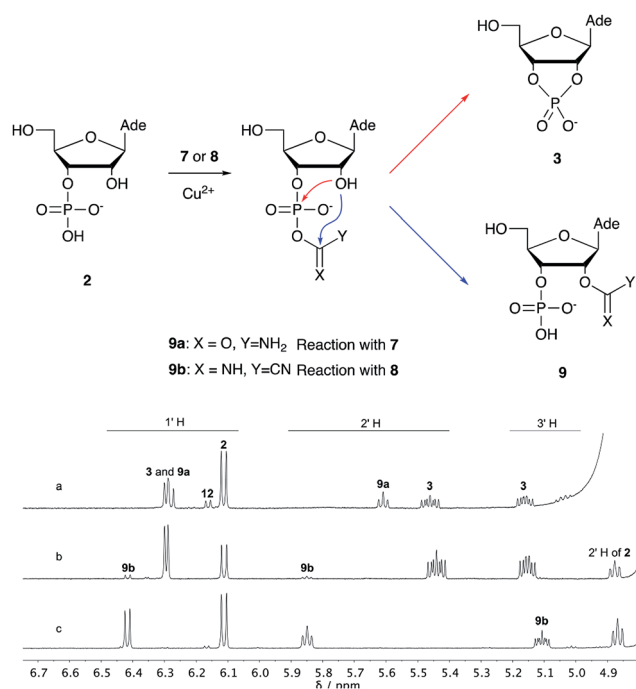 HO O Ade
O O
P
O O-
3
HO O Ade
O OH
O=P–O-
OH
2
7 or 8
Cu2+
HO O Ade
O OH
O=P–O-
O Y
X
HO O Ade
O O Y
O=P–O- X
OH
9
9a: X = O, Y=NH2 Reaction with 7
9b: X = NH, Y=CN Reaction with 8
1' H 2' H 3' H
a 3 and 9a 12 2 9a 3 3
b 9b 9b 2' H of 2
c 9b
6.7 6.6 6.5 6.4 6.3 6.2 6.1 6.0 5.9 5.8 5.7 5.6 5.5 5.4 5.3 5.2 5.1 5.0 4.9
δ / ppm